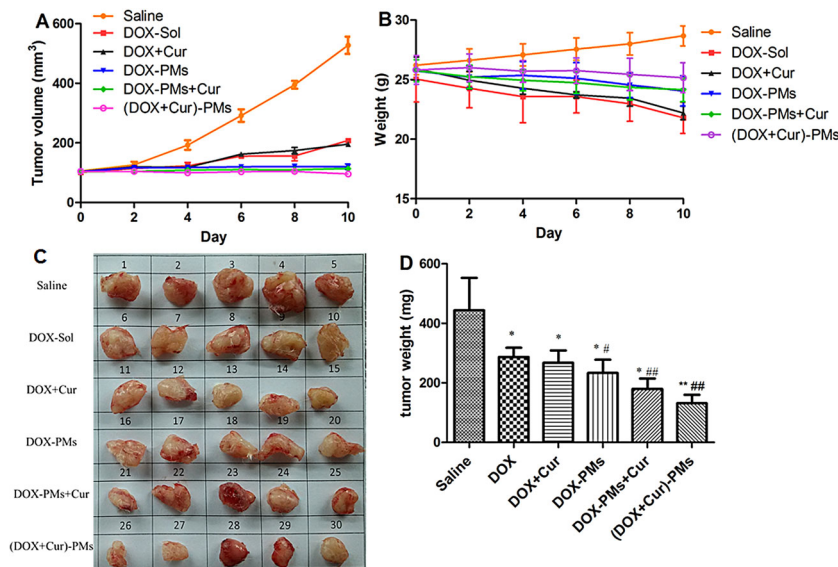 A
Tumor volume (mm³)
600
400
200
0
0 2 4 6 8 10
Day
Saline
DOX-Sol
DOX+Cur
DOX-PMs
DOX-PMs+Cur
(DOX+Cur)-PMs
B
Weight (g)
30
25
20
15
0 2 4 6 8 10
Day
Saline
DOX-Sol
DOX+Cur
DOX-PMs
DOX-PMs+Cur
(DOX+Cur)-PMs
C
1 2 3 4 5
Saline
6 7 8 9 10
DOX-Sol
11 12 13 14 15
DOX+Cur
16 17 18 19 20
DOX-PMs
21 22 23 24 25
DOX-PMs+Cur
26 27 28 29 30
(DOX+Cur)-PMs
D
tumor weight (mg)
600
400
200
0
*
*
* #
* ##
** ##
Saline
DOX
DOX+Cur
DOX-PMs
DOX-PMs+Cur
(DOX+Cur)-PMs